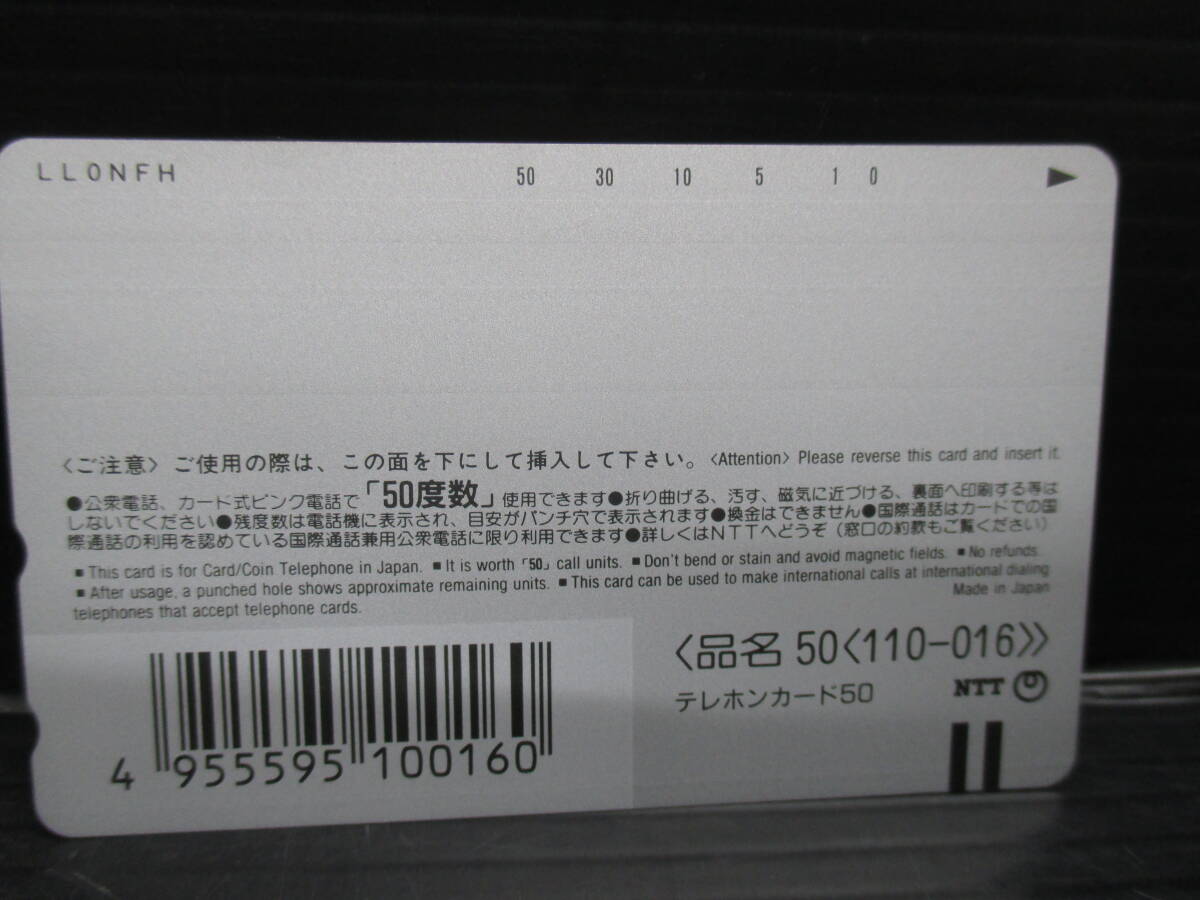 LL0NFH 50 30 10 5 1 0
〈ご注意〉ご使用の際は、この面を下にして挿入して下さい。〈Attention〉Please reverse this card and insert it.
●公衆電話、カード式ピンク電話で「50度数」使用できます●折り曲げる、汚す、磁気に近づける、裏面へ印刷する等は
しないでください●残度数は電話機に表示され、目安がパンチ穴で表示されます●換金はできません●国際通話はカードでの国
際通話の利用を認めている国際通話兼用公衆電話に限り利用できます●詳しくはNTTへどうぞ(窓口の約款もご覧ください)
■This card is for Card/Coin Telephone in Japan. ■It is worth「50」call units. ■Don't bend or stain and avoid magnetic fields. ■No refunds.
■After usage, a punched hole shows approximate remaining units. ■This card can be used to make international calls at international dialing
telephones that accept telephone cards. Made in Japan
〈品名 50〈110-016〉〉
テレホンカード50 NTT
4 955595 100160